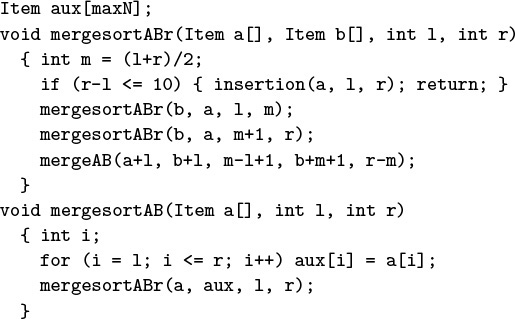 Item aux[maxN];
void mergesortABr(Item a[], Item b[], int l, int r)
  { int m = (l+r)/2;
    if (r-l <= 10) { insertion(a, l, r); return; }
    mergesortABr(b, a, l, m);
    mergesortABr(b, a, m+1, r);
    mergeAB(a+l, b+l, m-l+1, b+m+1, r-m);
  }
void mergesortAB(Item a[], int l, int r)
  { int i;
    for (i = l; i <= r; i++) aux[i] = a[i];
    mergesortABr(a, aux, l, r);
  }